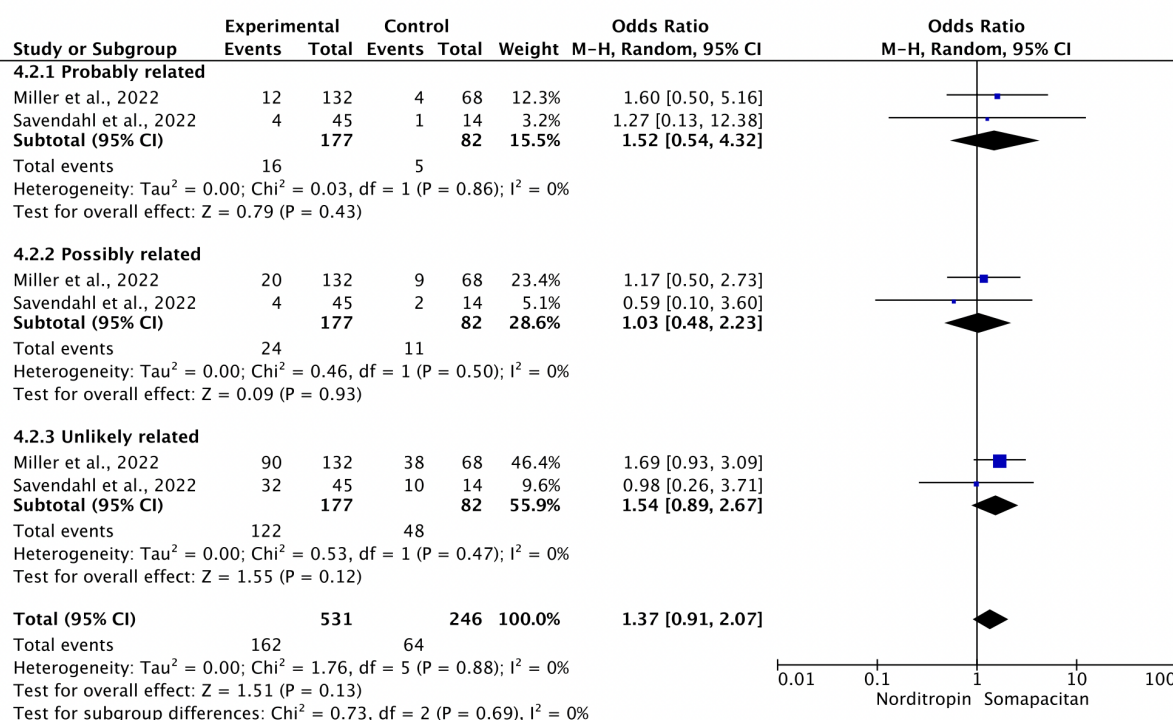 Experimental Control Odds Ratio Odds Ratio
Study or Subgroup Events Total Events Total Weight M-H, Random, 95% CI M-H, Random, 95% CI
4.2.1 Probably related
Miller et al., 2022 12 132 4 68 12.3% 1.60 [0.50, 5.16]
Savendahl et al., 2022 4 45 1 14 3.2% 1.27 [0.13, 12.38]
Subtotal (95% CI) 177 82 15.5% 1.52 [0.54, 4.32]
Total events 16 5
Heterogeneity: Tau² = 0.00; Chi² = 0.03, df = 1 (P = 0.86); I² = 0%
Test for overall effect: Z = 0.79 (P = 0.43)
4.2.2 Possibly related
Miller et al., 2022 20 132 9 68 23.4% 1.17 [0.50, 2.73]
Savendahl et al., 2022 4 45 2 14 5.1% 0.59 [0.10, 3.60]
Subtotal (95% CI) 177 82 28.6% 1.03 [0.48, 2.23]
Total events 24 11
Heterogeneity: Tau² = 0.00; Chi² = 0.46, df = 1 (P = 0.50); I² = 0%
Test for overall effect: Z = 0.09 (P = 0.93)
4.2.3 Unlikely related
Miller et al., 2022 90 132 38 68 46.4% 1.69 [0.93, 3.09]
Savendahl et al., 2022 32 45 10 14 9.6% 0.98 [0.26, 3.71]
Subtotal (95% CI) 177 82 55.9% 1.54 [0.89, 2.67]
Total events 122 48
Heterogeneity: Tau² = 0.00; Chi² = 0.53, df = 1 (P = 0.47); I² = 0%
Test for overall effect: Z = 1.55 (P = 0.12)
Total (95% CI) 531 246 100.0% 1.37 [0.91, 2.07]
Total events 162 64
Heterogeneity: Tau² = 0.00; Chi² = 1.76, df = 5 (P = 0.88); I² = 0%
Test for overall effect: Z = 1.51 (P = 0.13)
Test for subgroup differences: Chi² = 0.73, df = 2 (P = 0.69), I² = 0%
0.01 0.1 1 10 100
Norditropin Somapacitan